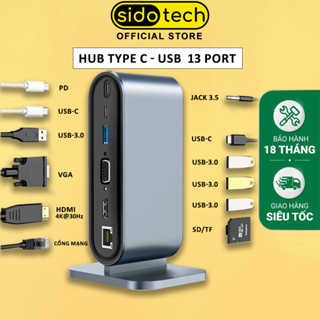 sidotech
OFFICIAL STORE
HUB TYPE C - USB 13 PORT
PD
USB-C
USB-3.0
VGA
HDMI
4K@30Hz
CỔNG MẠNG
JACK 3.5
USB-C
USB-3.0
USB-3.0
USB-3.0
SD/TF
BẢO HÀNH
18 THÁNG
GIAO HÀNG
SIÊU TỐC